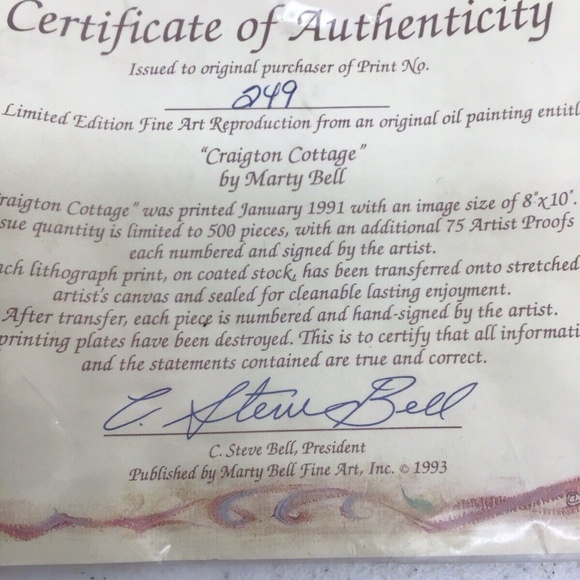 Certificate of Authenticity
Issued to original purchaser of Print No.
249
Limited Edition Fine Art Reproduction from an original oil painting entitl
"Craigton Cottage"
by Marty Bell
raigton Cottage" was printed January 1991 with an image size of 8"x10".
sue quantity is limited to 500 pieces, with an additional 75 Artist Proofs
each numbered and signed by the artist.
ach lithograph print, on coated stock, has been transferred onto stretched
artist's canvas and sealed for cleanable lasting enjoyment.
After transfer, each piece is numbered and hand-signed by the artist.
printing plates have been destroyed. This is to certify that all informati
and the statements contained are true and correct.
C. Steve Bell
C. Steve Bell, President
Published by Marty Bell Fine Art, Inc. © 1993